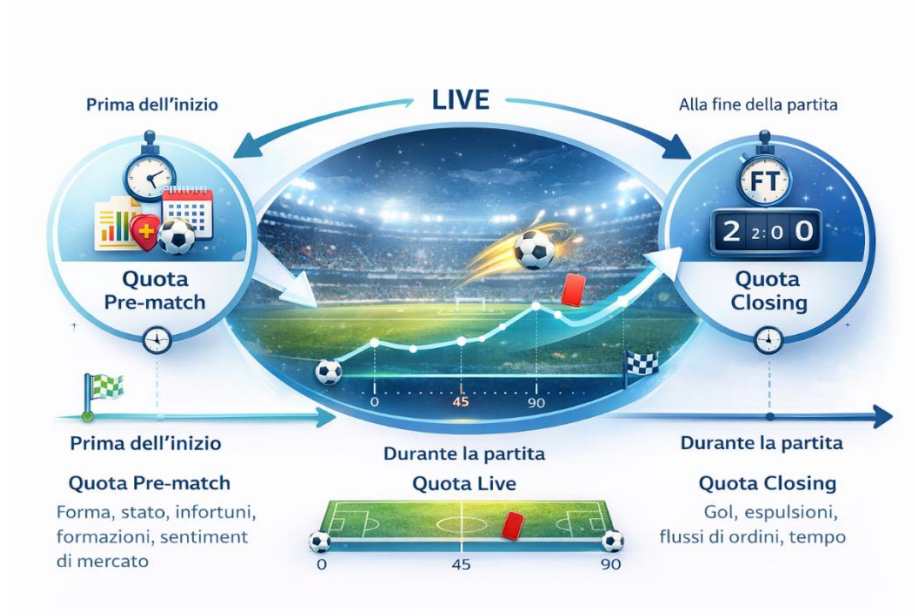 Prima dell'inizio
LIVE
Alla fine della partita
FT
2 2:0 0
Quota
Pre-match
Quota
Closing
0 45 90
Prima dell'inizio
Durante la partita
Durante la partita
Quota Pre-match
Quota Live
Quota Closing
Forma, stato, infortuni,
formazioni, sentiment
di mercato
Gol, espulsioni,
flussi di ordini, tempo
0 45 90